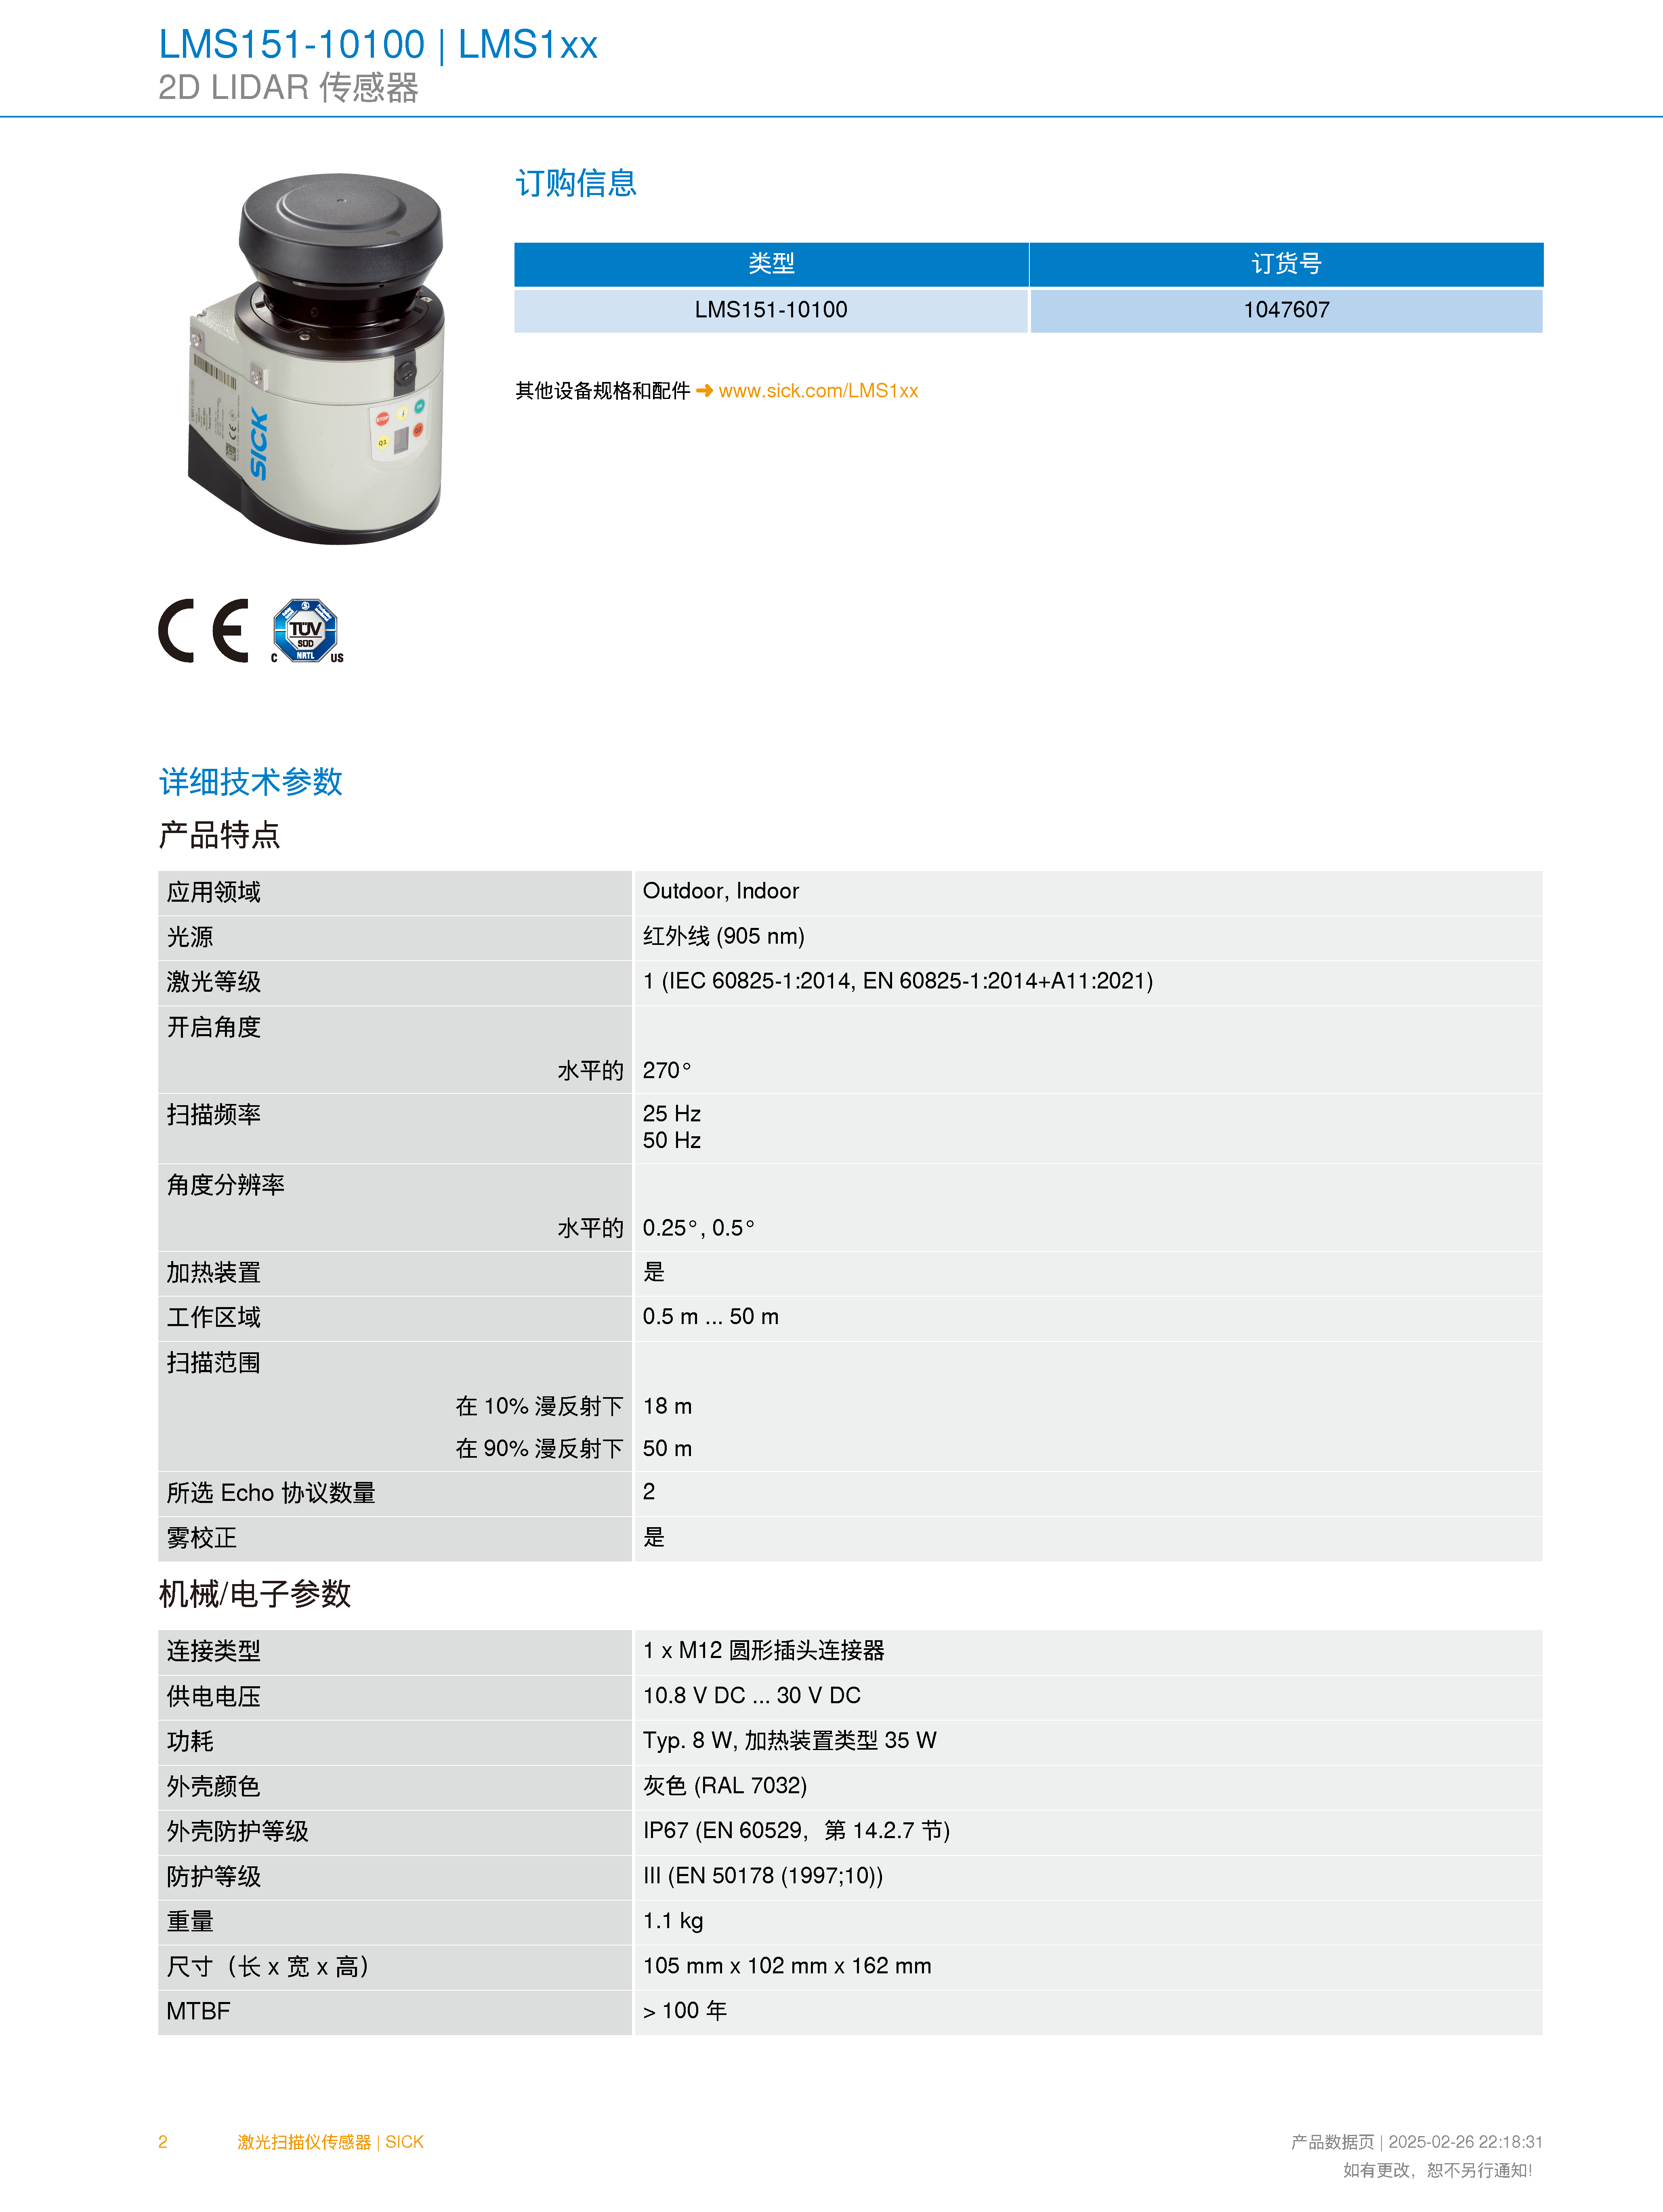 LMS151-10100 | LMS1xx
2D LIDAR 传感器
订购信息
类型 订货号
LMS151-10100 1047607
其他设备规格和配件 ➜ www.sick.com/LMS1xx
STOP
Q1
Q2
SICK
CE
TÜV
SÜD
NRTL
C US
详细技术参数
产品特点
应用领域 Outdoor, Indoor
光源 红外线 (905 nm)
激光等级 1 (IEC 60825-1:2014, EN 60825-1:2014+A11:2021)
开启角度
水平的 270°
扫描频率 25 Hz
50 Hz
角度分辨率
水平的 0.25°, 0.5°
加热装置 是
工作区域 0.5 m ... 50 m
扫描范围
在 10% 漫反射下 18 m
在 90% 漫反射下 50 m
所选 Echo 协议数量 2
雾校正 是
机械/电子参数
连接类型 1 x M12 圆形插头连接器
供电电压 10.8 V DC ... 30 V DC
功耗 Typ. 8 W, 加热装置类型 35 W
外壳颜色 灰色 (RAL 7032)
外壳防护等级 IP67 (EN 60529，第 14.2.7 节)
防护等级 III (EN 50178 (1997;10))
重量 1.1 kg
尺寸（长 x 宽 x 高） 105 mm x 102 mm x 162 mm
MTBF > 100 年
2 激光扫描仪传感器 | SICK
产品数据页 | 2025-02-26 22:18:31
如有更改，恕不另行通知!